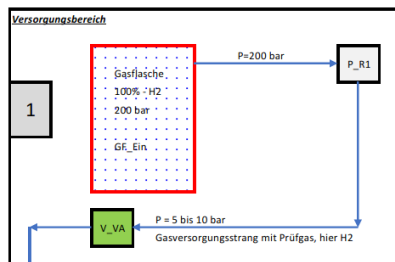 Versorgungsbereich
P=200 bar
Gasflasche
100% - H2
200 bar
GF_Ein
P_R1
1
P = 5 bis 10 bar
V_VA
Gasversorgungsstrang mit Prüfgas, hier H2